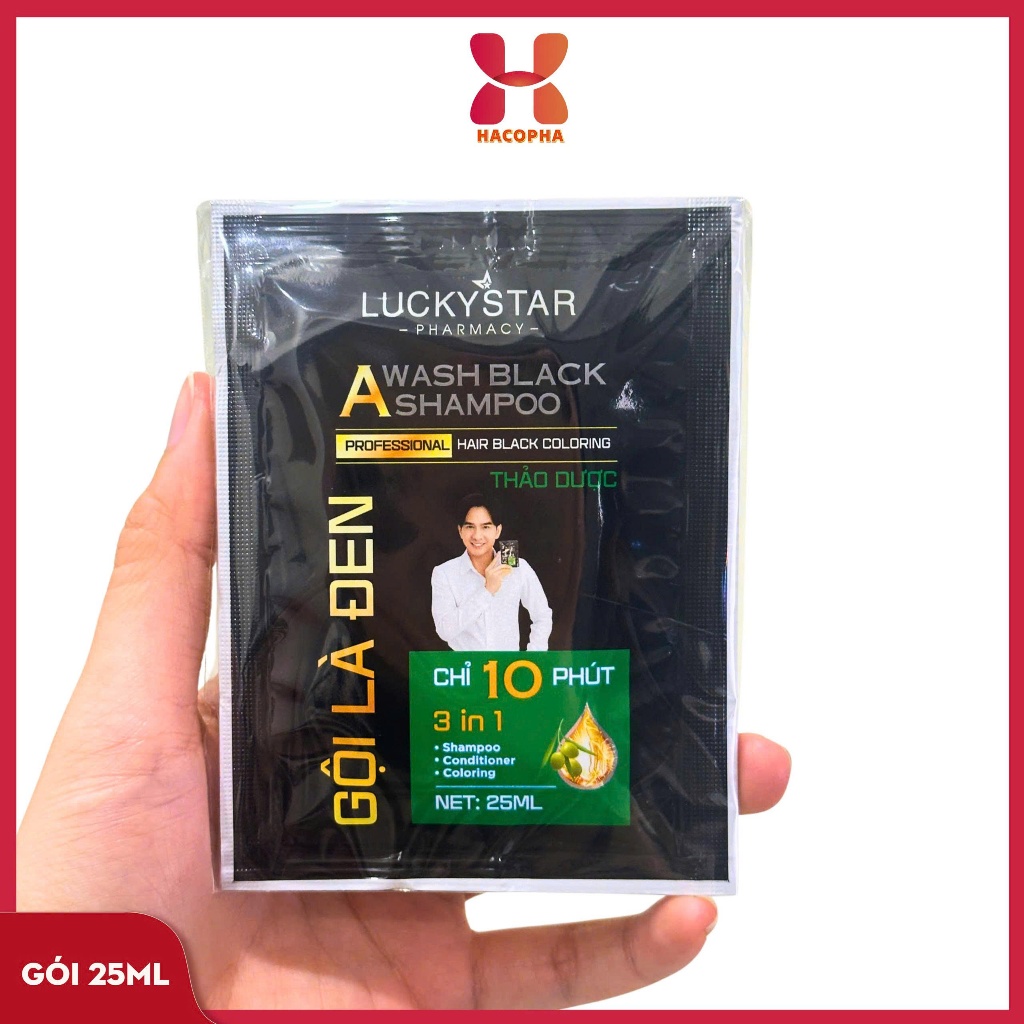 HACOPHA
LUCKYSTAR
- PHARMACY -
A WASH BLACK
SHAMPOO
PROFESSIONAL HAIR BLACK COLORING
THẢO DƯỢC
GỘI LÀ ĐEN
CHỈ 10 PHÚT
3 in 1
• Shampoo
• Conditioner
• Coloring
NET: 25ML
GÓI 25ML